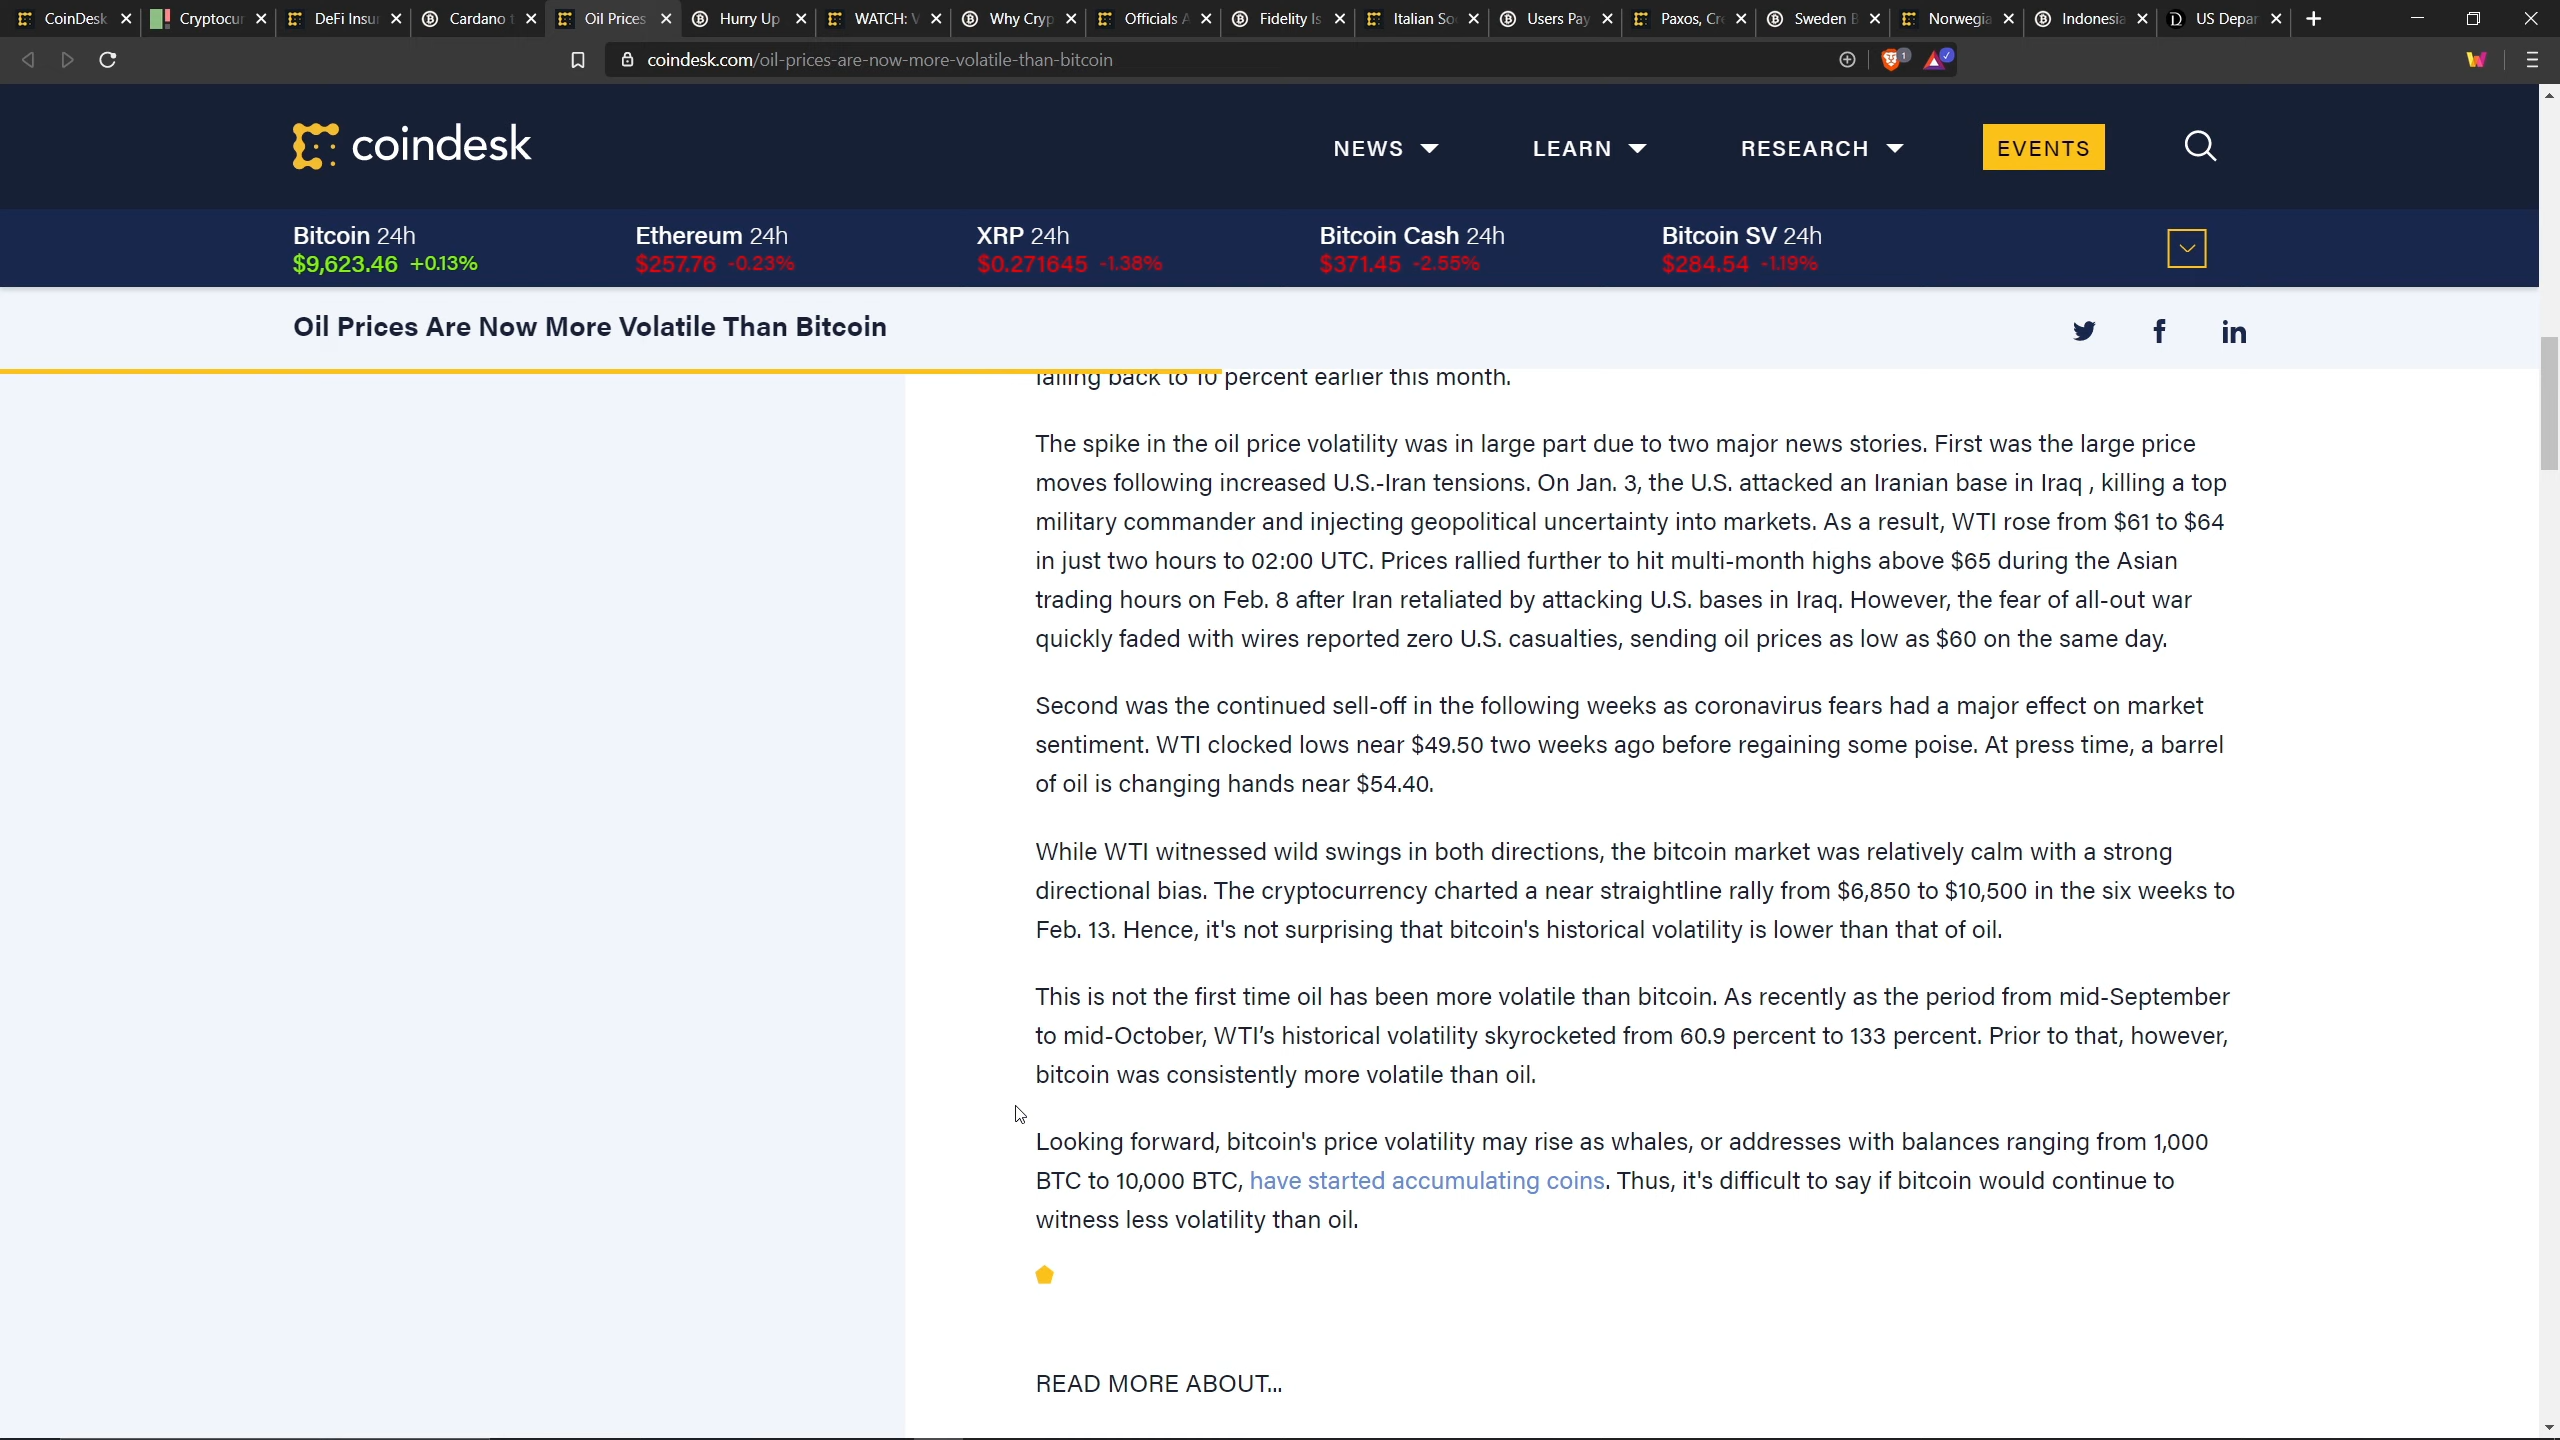 CoinDesk
Cryptocur
DeFi Insur
Cardano t
Oil Prices
Hurry Up
WATCH: V
Why Cryp
Officials A
Fidelity Is
Italian So
Users Pay
Paxos, Cr
Sweden B
Norwegia
Indonesia
US Depar
coindesk.com/oil-prices-are-now-more-volatile-than-bitcoin
1
coindesk
NEWS
LEARN
RESEARCH
EVENTS
Bitcoin 24h
$9,623.46 +0.13%
Ethereum 24h
$257.76 -0.23%
XRP 24h
$0.271645 -1.38%
Bitcoin Cash 24h
$371.45 -2.55%
Bitcoin SV 24h
$284.54 -1.19%
Oil Prices Are Now More Volatile Than Bitcoin
falling back to 10 percent earlier this month.
The spike in the oil price volatility was in large part due to two major news stories. First was the large price
moves following increased U.S.-Iran tensions. On Jan. 3, the U.S. attacked an Iranian base in Iraq , killing a top
military commander and injecting geopolitical uncertainty into markets. As a result, WTI rose from $61 to $64
in just two hours to 02:00 UTC. Prices rallied further to hit multi-month highs above $65 during the Asian
trading hours on Feb. 8 after Iran retaliated by attacking U.S. bases in Iraq. However, the fear of all-out war
quickly faded with wires reported zero U.S. casualties, sending oil prices as low as $60 on the same day.
Second was the continued sell-off in the following weeks as coronavirus fears had a major effect on market
sentiment. WTI clocked lows near $49.50 two weeks ago before regaining some poise. At press time, a barrel
of oil is changing hands near $54.40.
While WTI witnessed wild swings in both directions, the bitcoin market was relatively calm with a strong
directional bias. The cryptocurrency charted a near straightline rally from $6,850 to $10,500 in the six weeks to
Feb. 13. Hence, it's not surprising that bitcoin's historical volatility is lower than that of oil.
This is not the first time oil has been more volatile than bitcoin. As recently as the period from mid-September
to mid-October, WTI’s historical volatility skyrocketed from 60.9 percent to 133 percent. Prior to that, however,
bitcoin was consistently more volatile than oil.
Looking forward, bitcoin's price volatility may rise as whales, or addresses with balances ranging from 1,000
BTC to 10,000 BTC, have started accumulating coins. Thus, it's difficult to say if bitcoin would continue to
witness less volatility than oil.
READ MORE ABOUT...